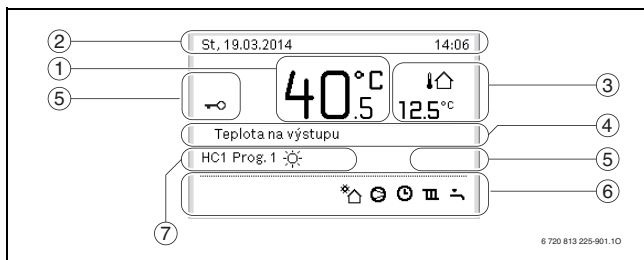 ② St, 19.03.2014 14:06
① 40.5°C
③ 12.5°C
⑤
④ Teplota na výstupu
⑦ HC1 Prog. 1
⑤
⑥
6 720 813 225-901.1O